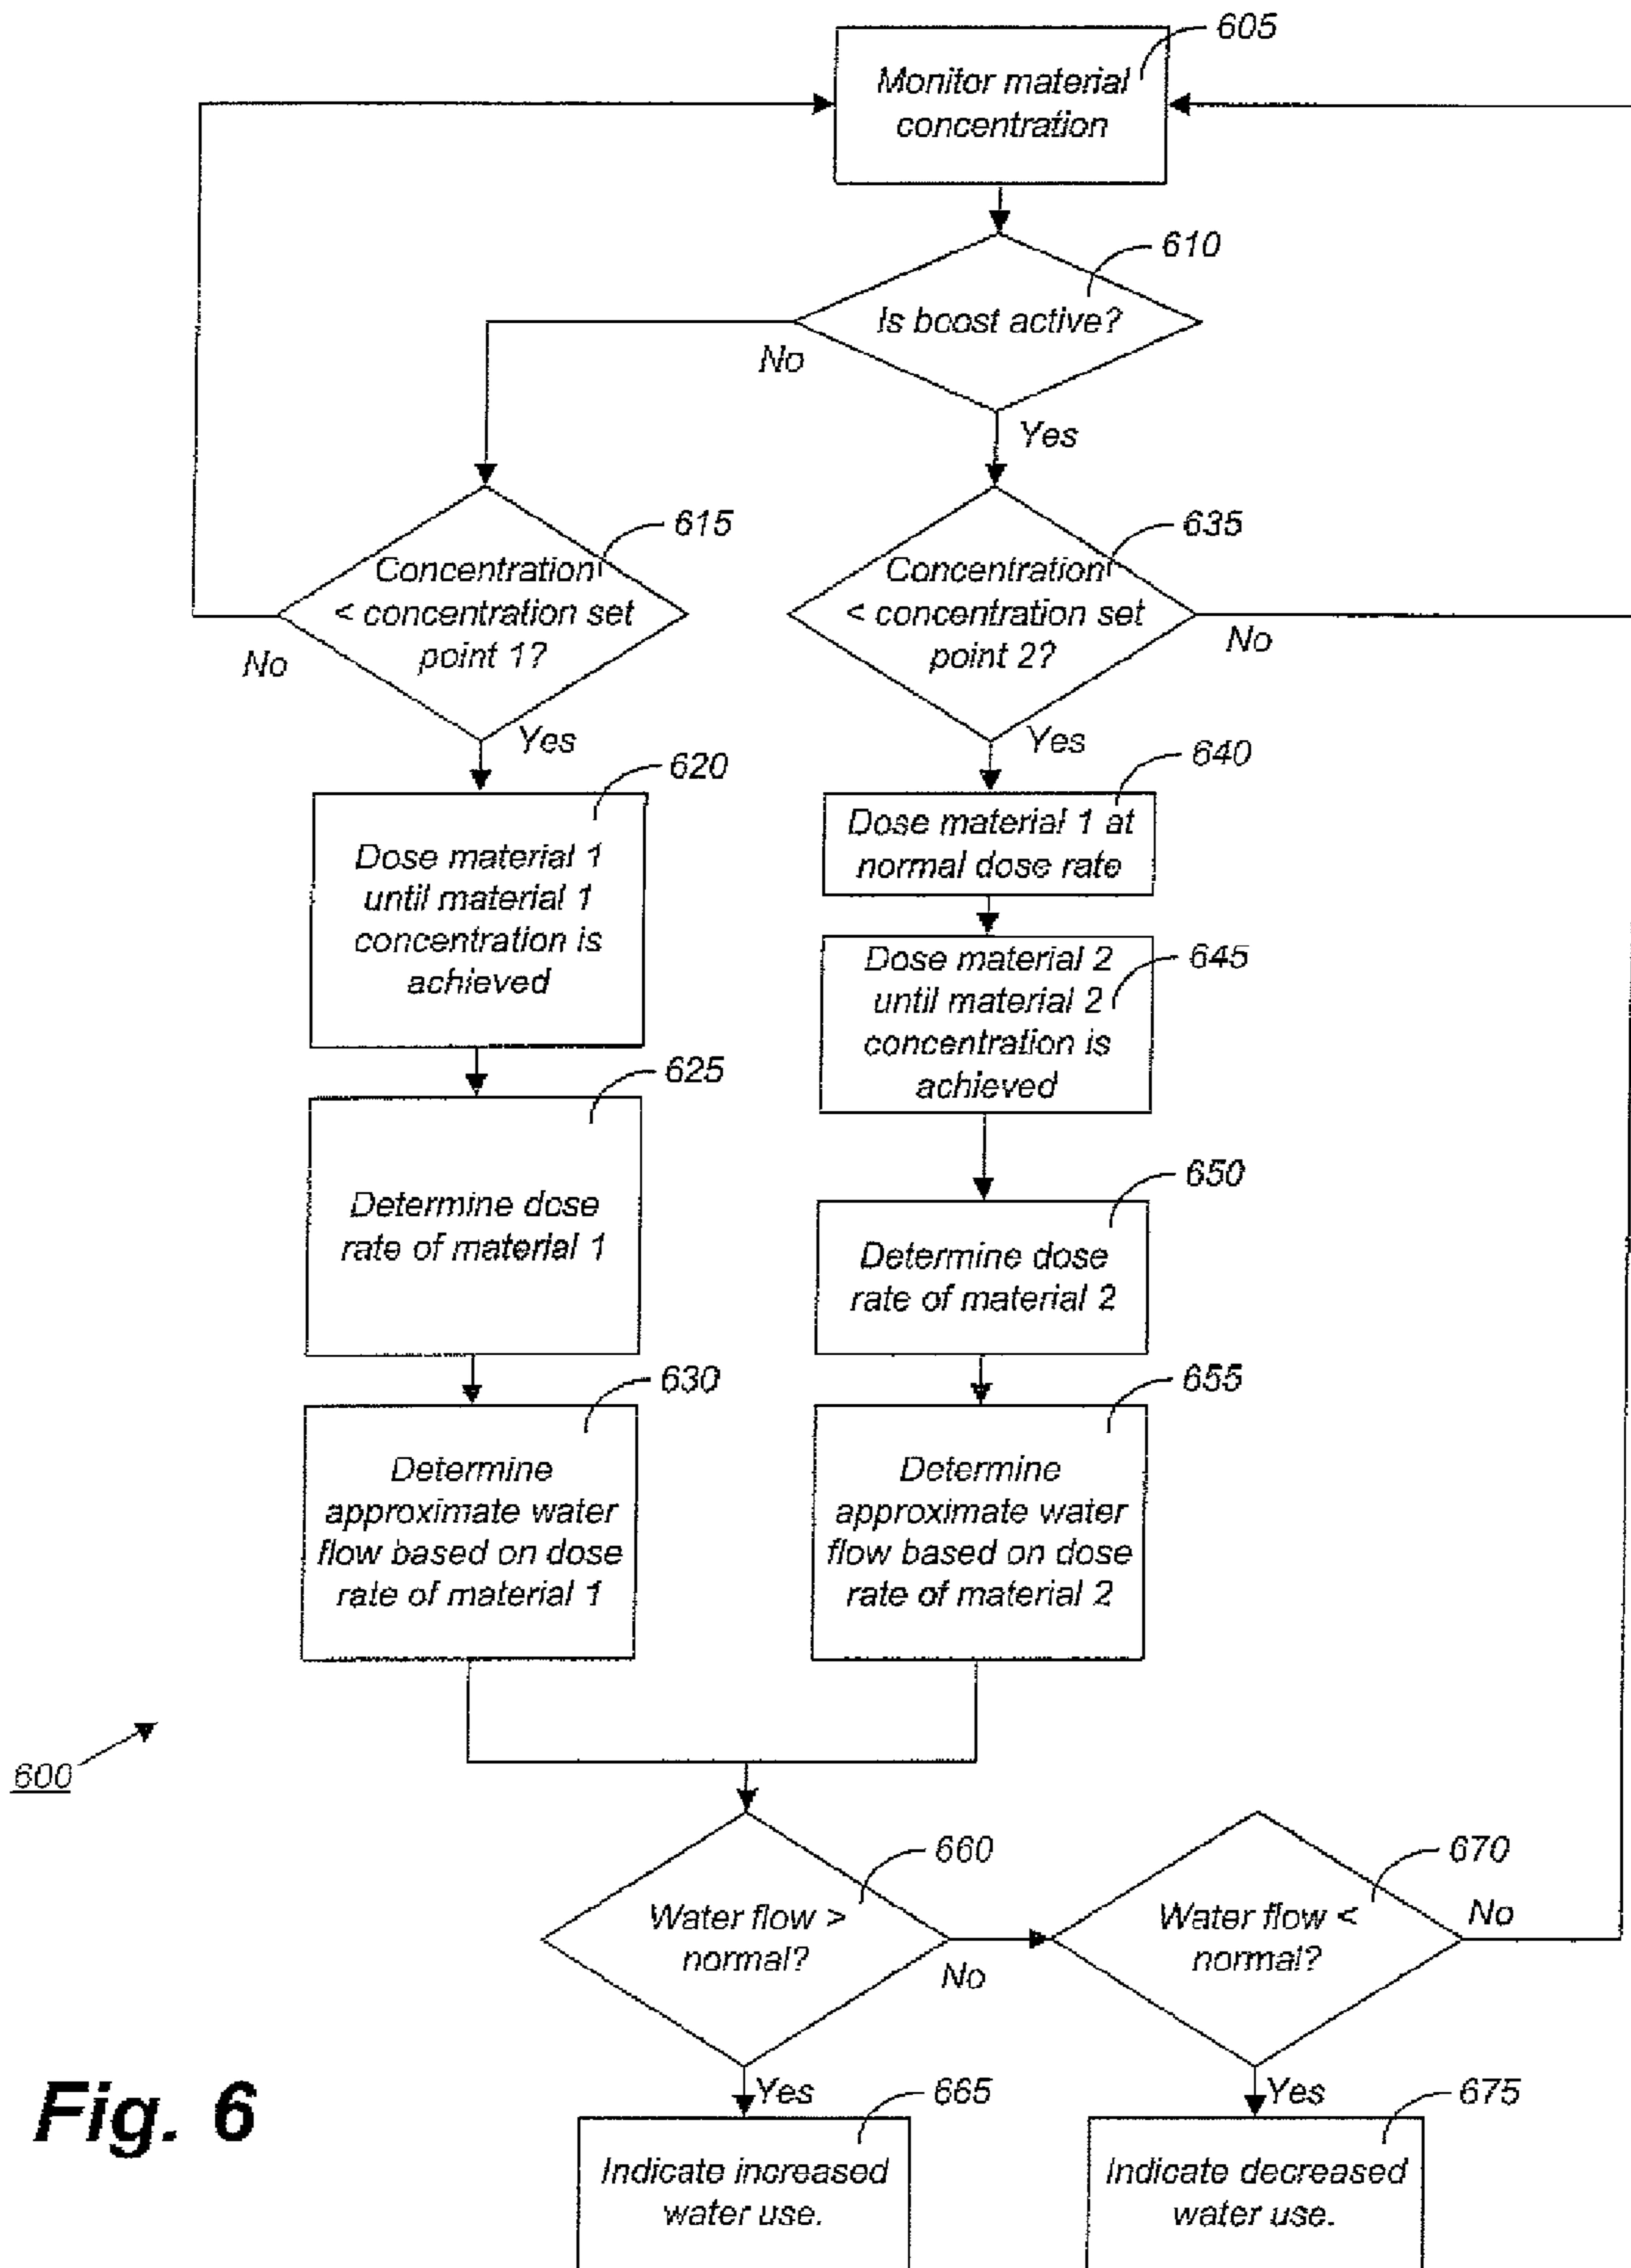 605
Monitor material
concentration
610
Is boost active?
No
Yes
615
Concentration
< concentration set
point 1?
No
Yes
635
Concentration
< concentration set
point 2?
No
Yes
620
Dose material 1
until material 1
concentration is
achieved
640
Dose material 1 at
normal dose rate
645
Dose material 2
until material 2
concentration is
achieved
625
Determine dose
rate of material 1
650
Determine dose
rate of material 2
630
Determine
approximate water
flow based on dose
rate of material 1
655
Determine
approximate water
flow based on dose
rate of material 2
600
660
Water flow >
normal?
No
Yes
670
Water flow <
normal?
No
Yes
665
Indicate increased
water use.
675
Indicate decreased
water use.
Fig. 6